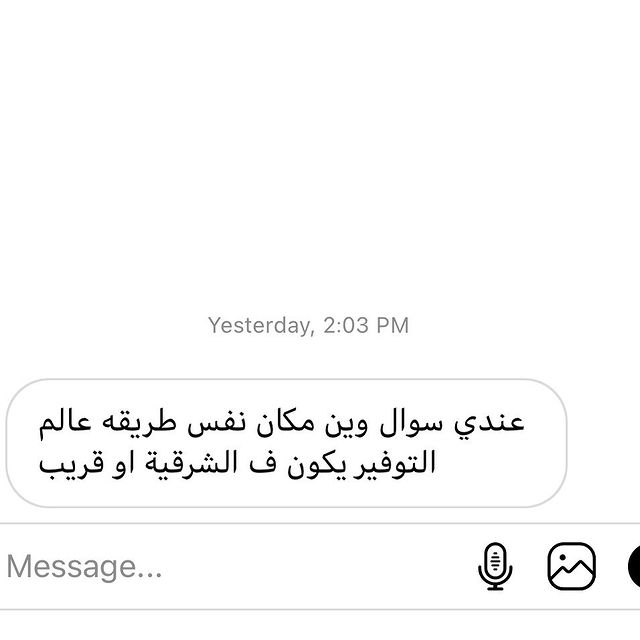 Yesterday, 2:03 PM
عندي سوال وين مكان نفس طريقه عالم
التوفير يكون ف الشرقية او قريب
Message...